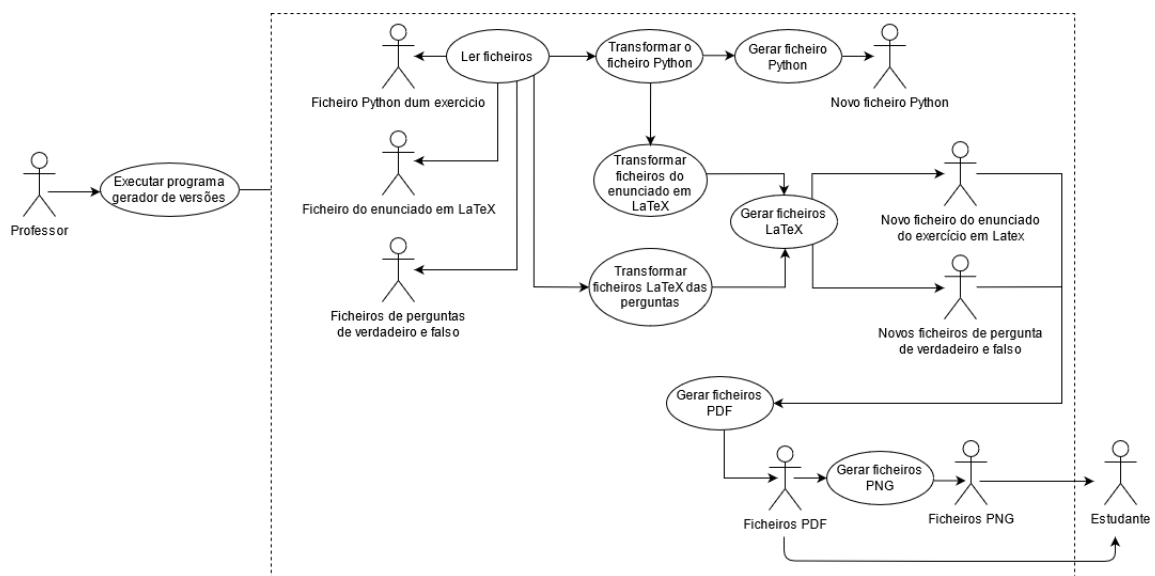 Ler ficheiros
Transformar o
ficheiro Python
Gerar ficheiro
Python
Ficheiro Python dum exercicio
Novo ficheiro Python
Executar programa
gerador de versões
Professor
Ficheiro do enunciado em LaTeX
Transformar
ficheiros do
enunciado em
LaTeX
Gerar ficheiros
LaTeX
Novo ficheiro do enunciado
do exercício em Latex
Transformar
ficheiros LaTeX das
perguntas
Ficheiros de perguntas
de verdadeiro e falso
Novos ficheiros de pergunta
de verdadeiro e falso
Gerar ficheiros
PDF
Ficheiros PDF
Gerar ficheiros
PNG
Ficheiros PNG
Estudante